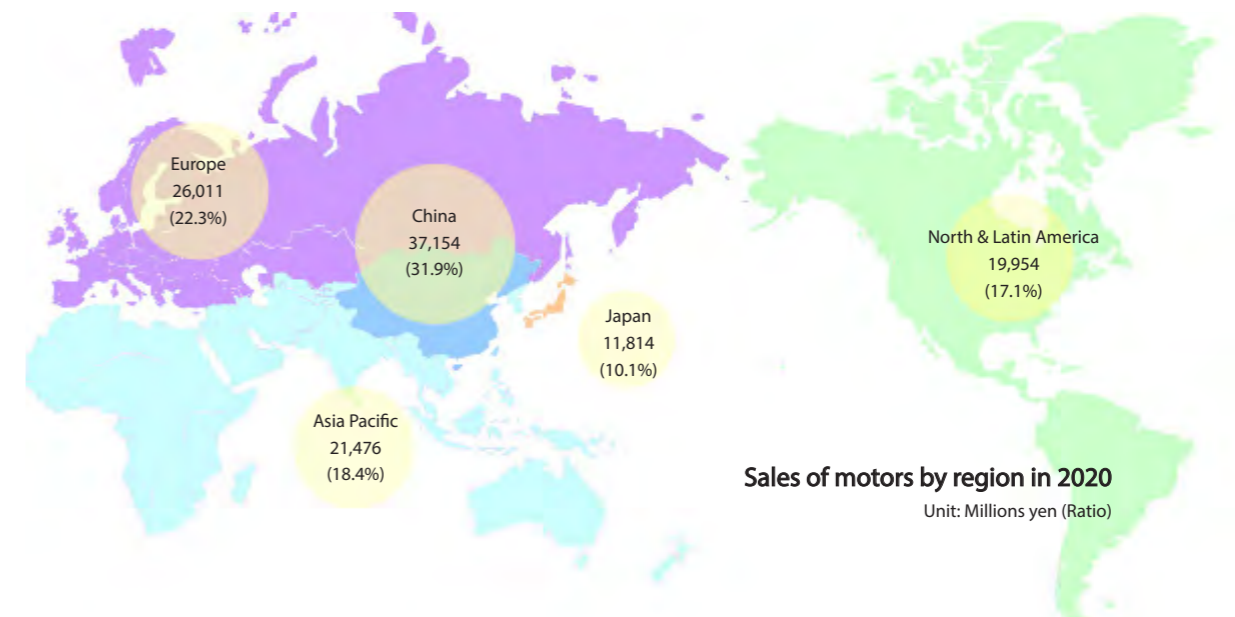 Europe
26,011
(22.3%)
China
37,154
(31.9%)
Japan
11,814
(10.1%)
Asia Pacific
21,476
(18.4%)
North & Latin America
19,954
(17.1%)
Sales of motors by region in 2020
Unit: Millions yen (Ratio)